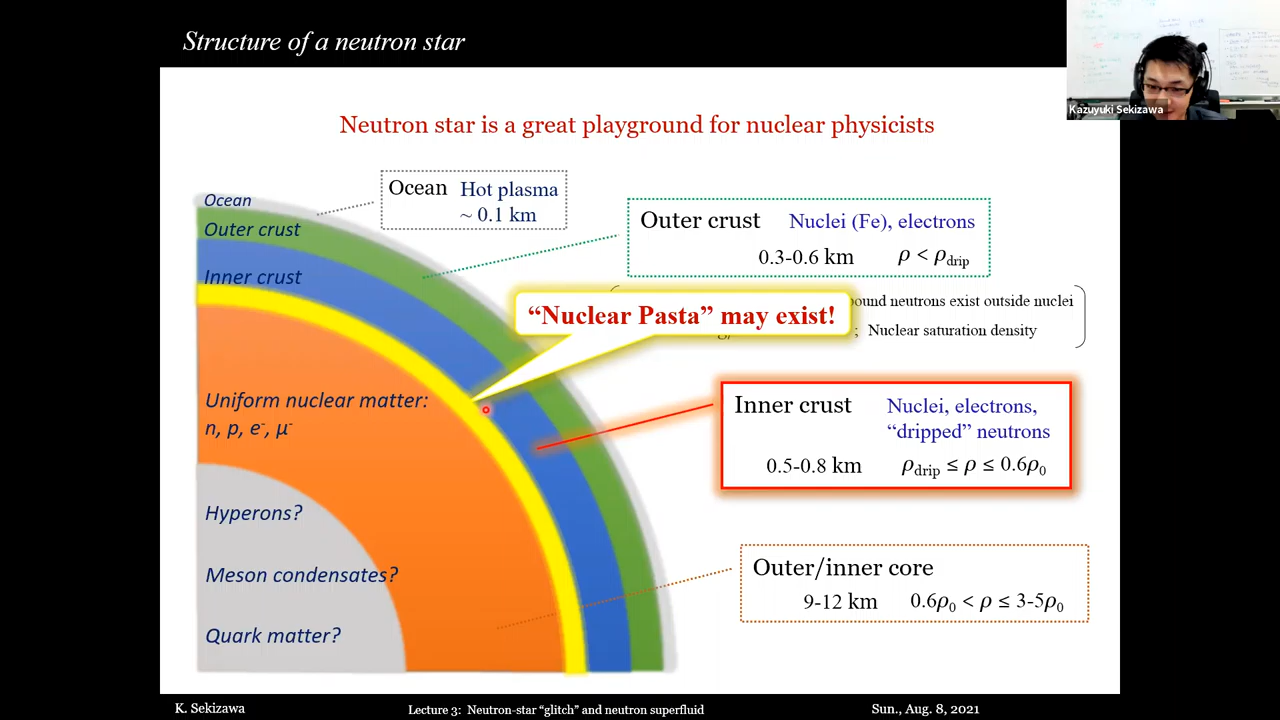 Structure of a neutron star
Kazuyuki Sekizawa
Neutron star is a great playground for nuclear physicists
Ocean
Outer crust
Inner crust
Uniform nuclear matter:
n, p, e⁻, μ⁻
Hyperons?
Meson condensates?
Quark matter?
Ocean Hot plasma
~ 0.1 km
Outer crust Nuclei (Fe), electrons
0.3-0.6 km ρ < ρdrip
neutrons exist outside nuclei
; Nuclear saturation density
“Nuclear Pasta” may exist!
Inner crust Nuclei, electrons,
“dripped” neutrons
0.5-0.8 km ρdrip ≤ ρ ≤ 0.6ρ₀
Outer/inner core
9-12 km 0.6ρ₀ < ρ ≤ 3-5ρ₀
K. Sekizawa
Lecture 3: Neutron-star “glitch” and neutron superfluid
Sun., Aug. 8, 2021